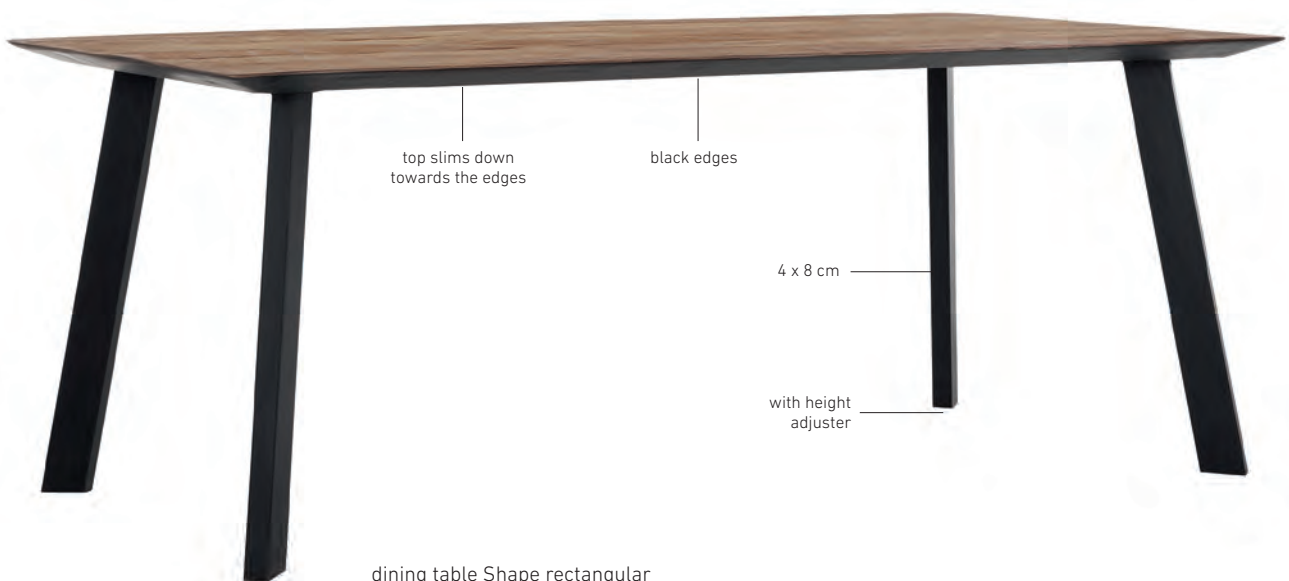 top slims down
towards the edges
black edges
4 x 8 cm
with height
adjuster
dining table Shape rectangular